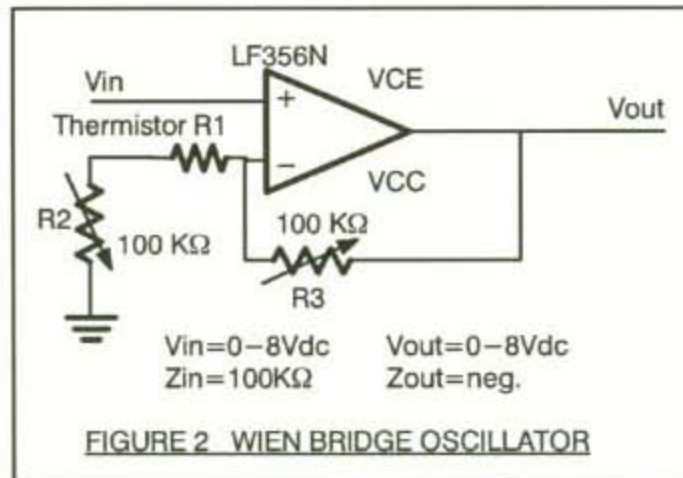 LF356N
Vin
VCE
Vout
Thermistor R1
+
−
VCC
R2
100 KΩ
100 KΩ
R3
Vin=0−8Vdc Vout=0−8Vdc
Zin=100KΩ Zout=neg.
FIGURE 2 WIEN BRIDGE OSCILLATOR